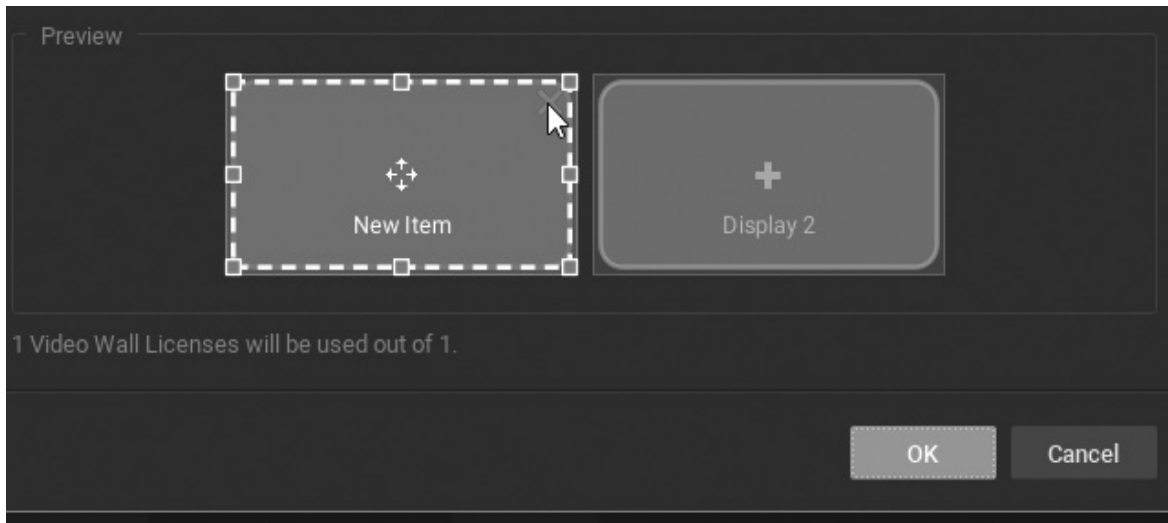 Preview
New Item
Display 2
1 Video Wall Licenses will be used out of 1.
OK
Cancel